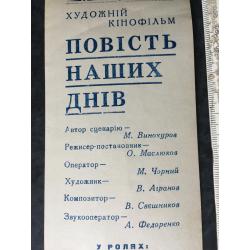 ХУДОЖНІЙ КІНОФІЛЬМ
ПОВІСТЬ
НАШИХ
ДНІВ
Автор сценарію—
М. Винокуров
Режисер-постановник—
О. Маслюков
Оператор—
М. Чорний
Художник—
В. Агранов
Композитор—
В. Свєшников
Звукооператор—
А. Федоренко
У РОЛЯХ: